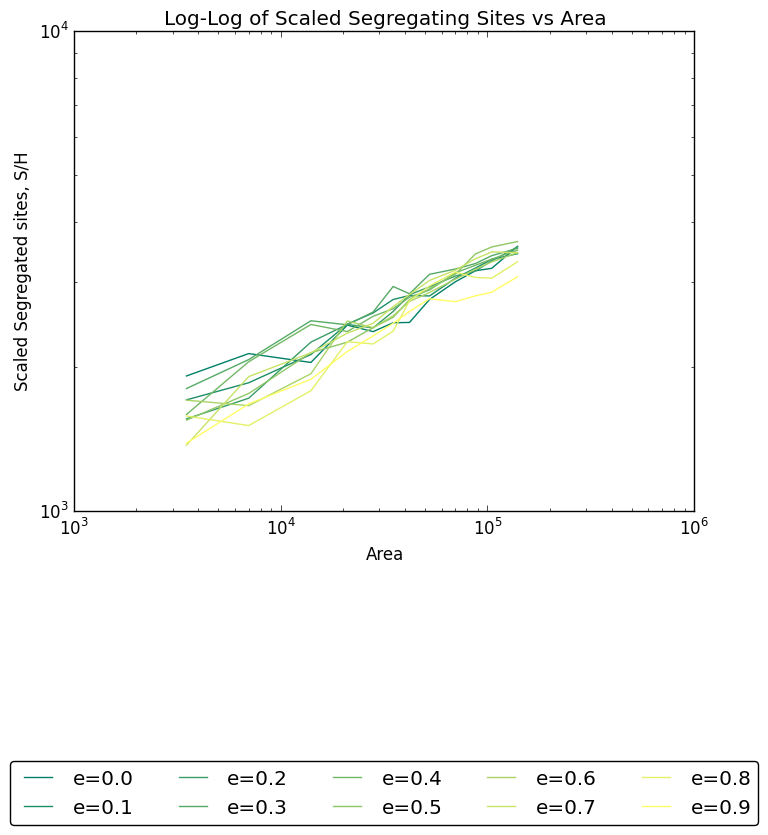 Log-Log of Scaled Segregating Sites vs Area
10^4
Scaled Segregated sites, S/H
10^3
10^3 10^4 10^5 10^6
Area
e=0.0 e=0.2 e=0.4 e=0.6 e=0.8
e=0.1 e=0.3 e=0.5 e=0.7 e=0.9